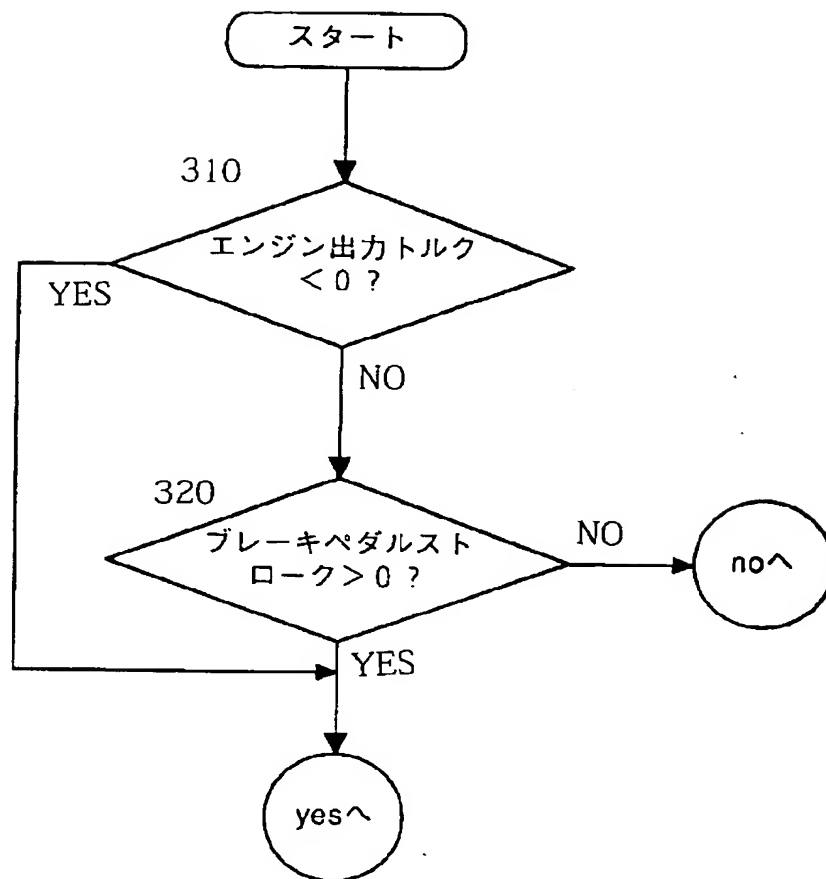 スタート
310
エンジン出力トルク
＜0？
YES
NO
320
ブレーキペダルスト
ローク＞0？
NO
noへ
YES
yesへ